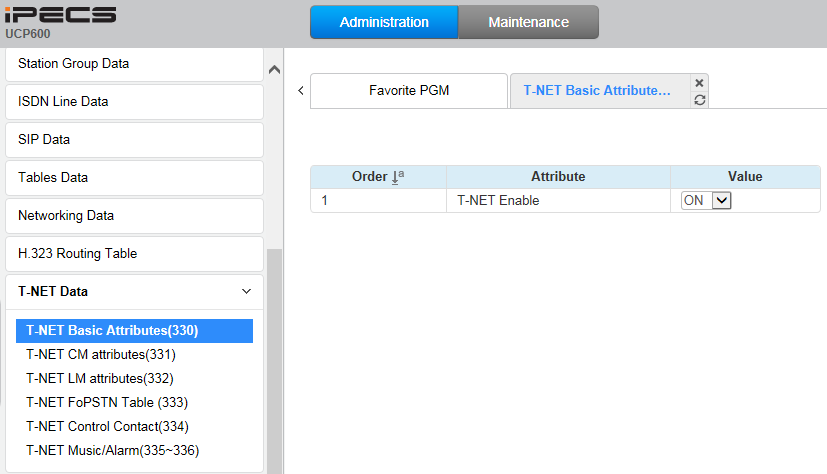 iPECS
UCP600
Administration
Maintenance
Station Group Data
ISDN Line Data
SIP Data
Tables Data
Networking Data
H.323 Routing Table
T-NET Data
T-NET Basic Attributes(330)
T-NET CM attributes(331)
T-NET LM attributes(332)
T-NET FoPSTN Table (333)
T-NET Control Contact(334)
T-NET Music/Alarm(335~336)
Favorite PGM
T-NET Basic Attribute...
Order a Attribute Value
1 T-NET Enable ON